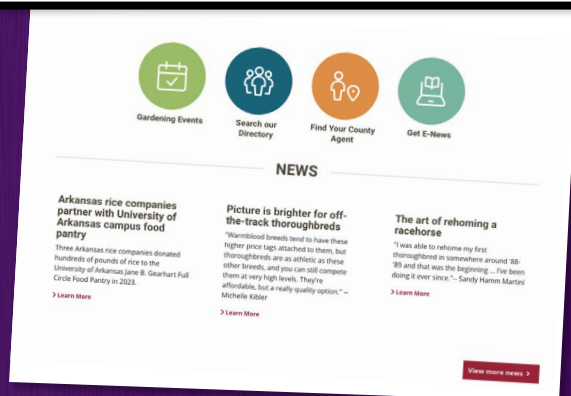 Gardening Events
Search our
Directory
Find Your County
Agent
Get E-News
NEWS
Arkansas rice companies
partner with University of
Arkansas campus food
pantry
Three Arkansas rice companies donated
hundreds of pounds of rice to the
University of Arkansas Jane B. Gearhart Full
Circle Food Pantry in 2023.
> Learn More
Picture is brighter for off-
the-track thoroughbreds
"Warmblood breeds tend to have these
higher price tags attached to them, but
thoroughbreds are as athletic as these
other breeds, and you can still compete
them at very high levels. They're
affordable, but a really quality option." --
Michelle Kibler
> Learn More
The art of rehoming a
racehorse
"I was able to rehome my first
thoroughbred in somewhere around '88-
'89 and that was the beginning ... I've been
doing it ever since."-- Sandy Hamm Martini
> Learn More
View more news >